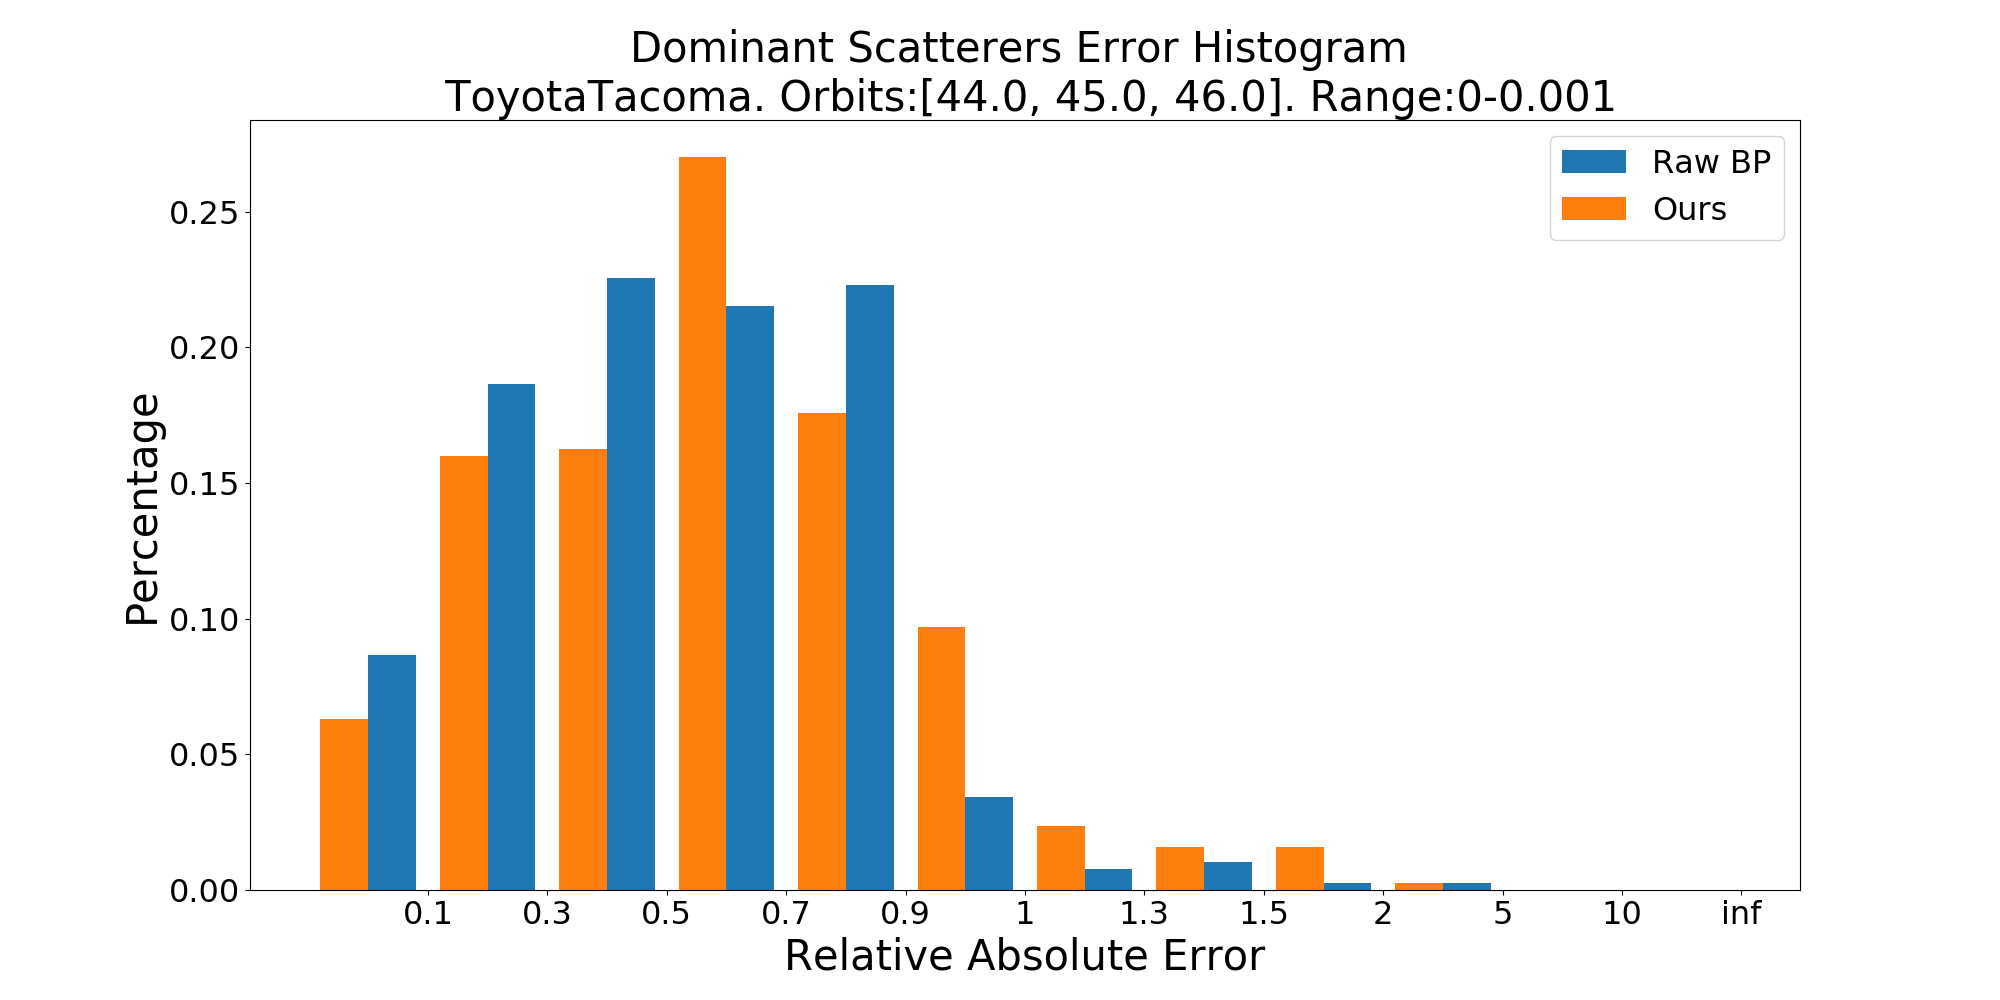 Dominant Scatterers Error Histogram
ToyotaTacoma. Orbits:[44.0, 45.0, 46.0]. Range:0-0.001
Raw BP
Ours
0.25
0.20
0.15
0.10
0.05
0.00
Percentage
0.1 0.3 0.5 0.7 0.9 1 1.3 1.5 2 5 10 inf
Relative Absolute Error